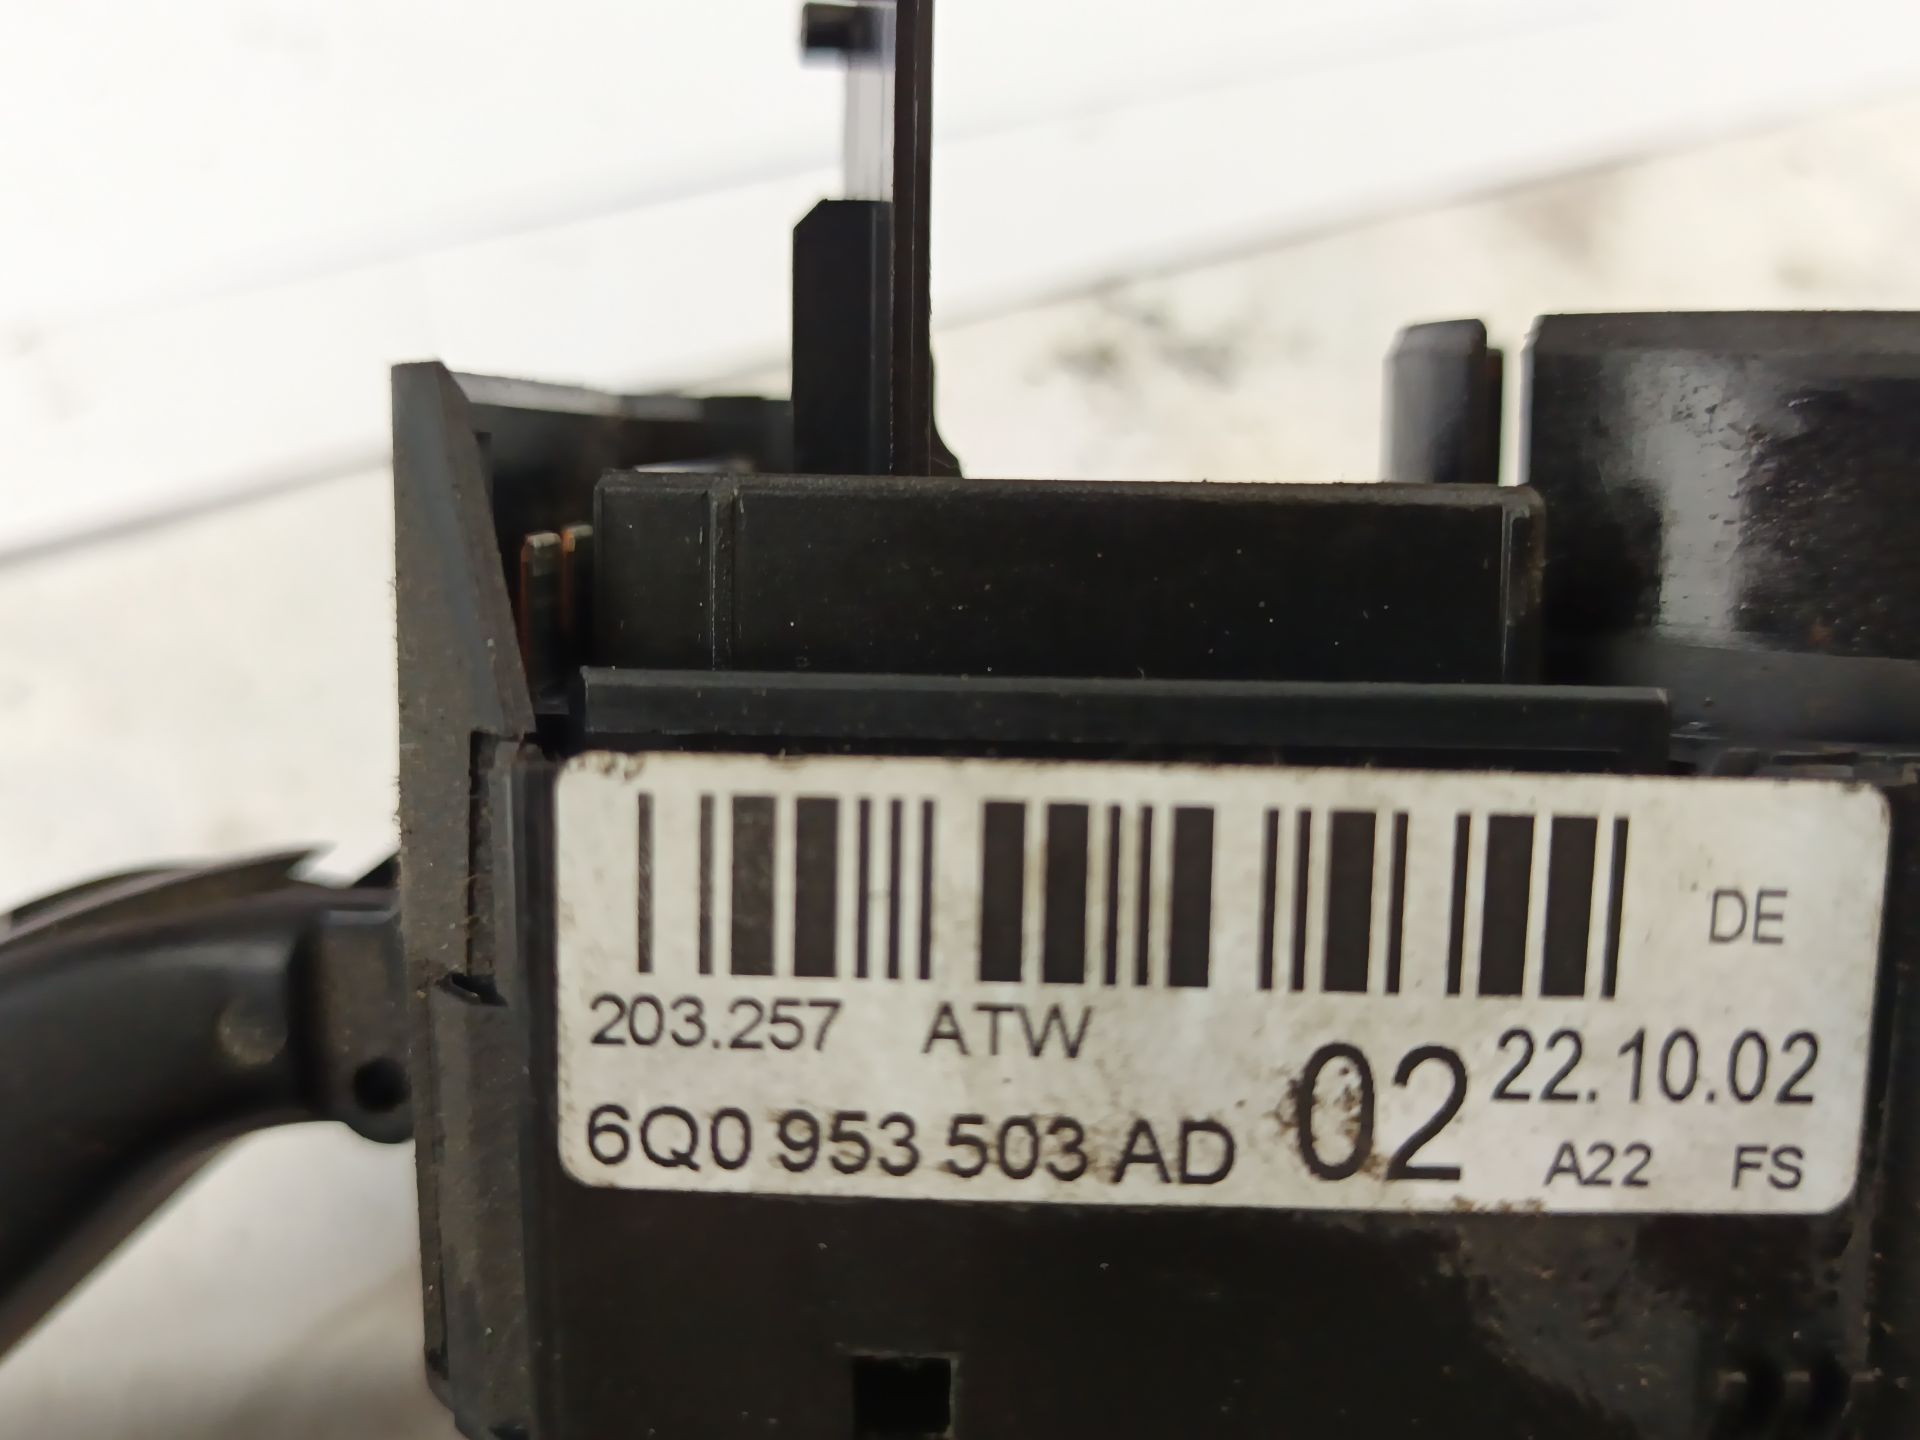 DE
203.257 ATW
6Q0 953 503 AD 02 22.10.02
A22 FS